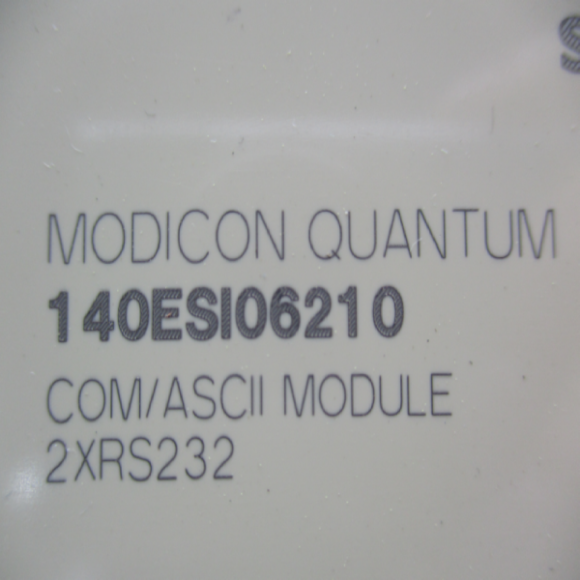 MODICON QUANTUM
140ESI06210
COM/ASCII MODULE
2XRS232